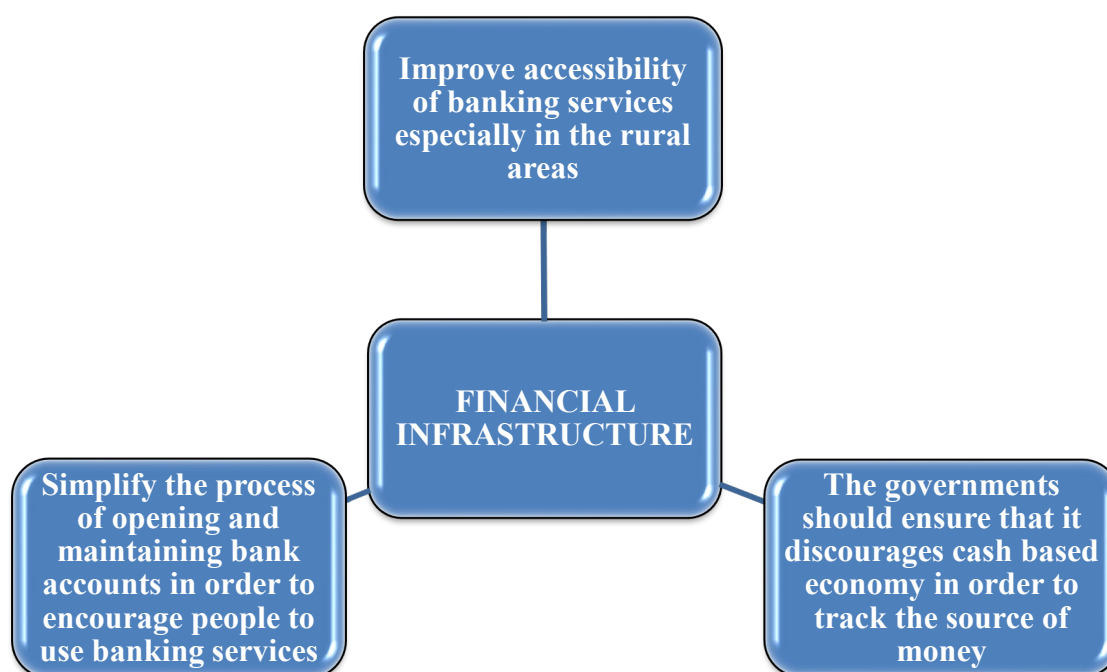 Improve accessibility
of banking services
especially in the rural
areas
FINANCIAL
INFRASTRUCTURE
Simplify the process
of opening and
maintaining bank
accounts in order to
encourage people to
use banking services
The governments
should ensure that it
discourages cash based
economy in order to
track the source of
money